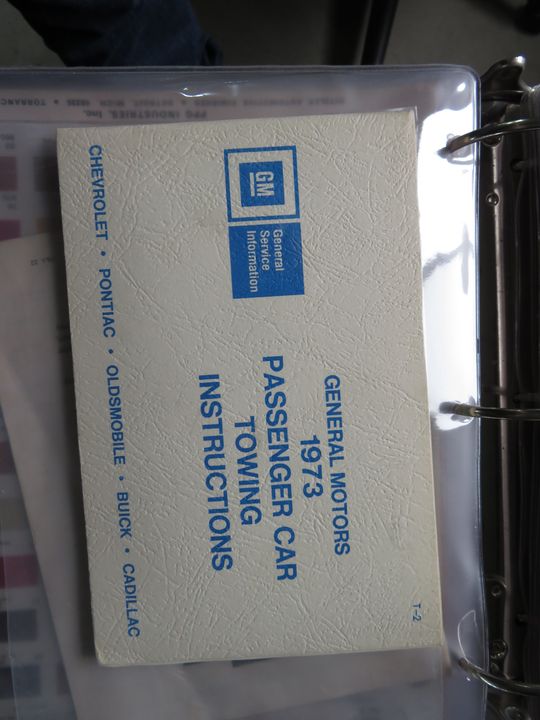 T-2
GM
General
Service
Information
GENERAL MOTORS
1973
PASSENGER CAR
TOWING
INSTRUCTIONS
CHEVROLET • PONTIAC • OLDSMOBILE • BUICK • CADILLAC
PPG INDUSTRIES, Inc.